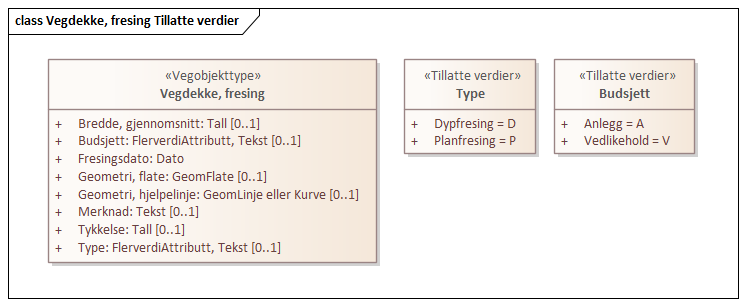 class Vegdekke, fresing Tillatte verdier
«Vegobjekttype»
Vegdekke, fresing
+ Bredde, gjennomsnitt: Tall [0..1]
+ Budsjett: FlerverdiAttributt, Tekst [0..1]
+ Fresingsdato: Dato
+ Geometri, flate: GeomFlate [0..1]
+ Geometri, hjelpelinje: GeomLinje eller Kurve [0..1]
+ Merknad: Tekst [0..1]
+ Tykkelse: Tall [0..1]
+ Type: FlerverdiAttributt, Tekst [0..1]
«Tillatte verdier»
Type
+ Dypfresing = D
+ Planfresing = P
«Tillatte verdier»
Budsjett
+ Anlegg = A
+ Vedlikehold = V